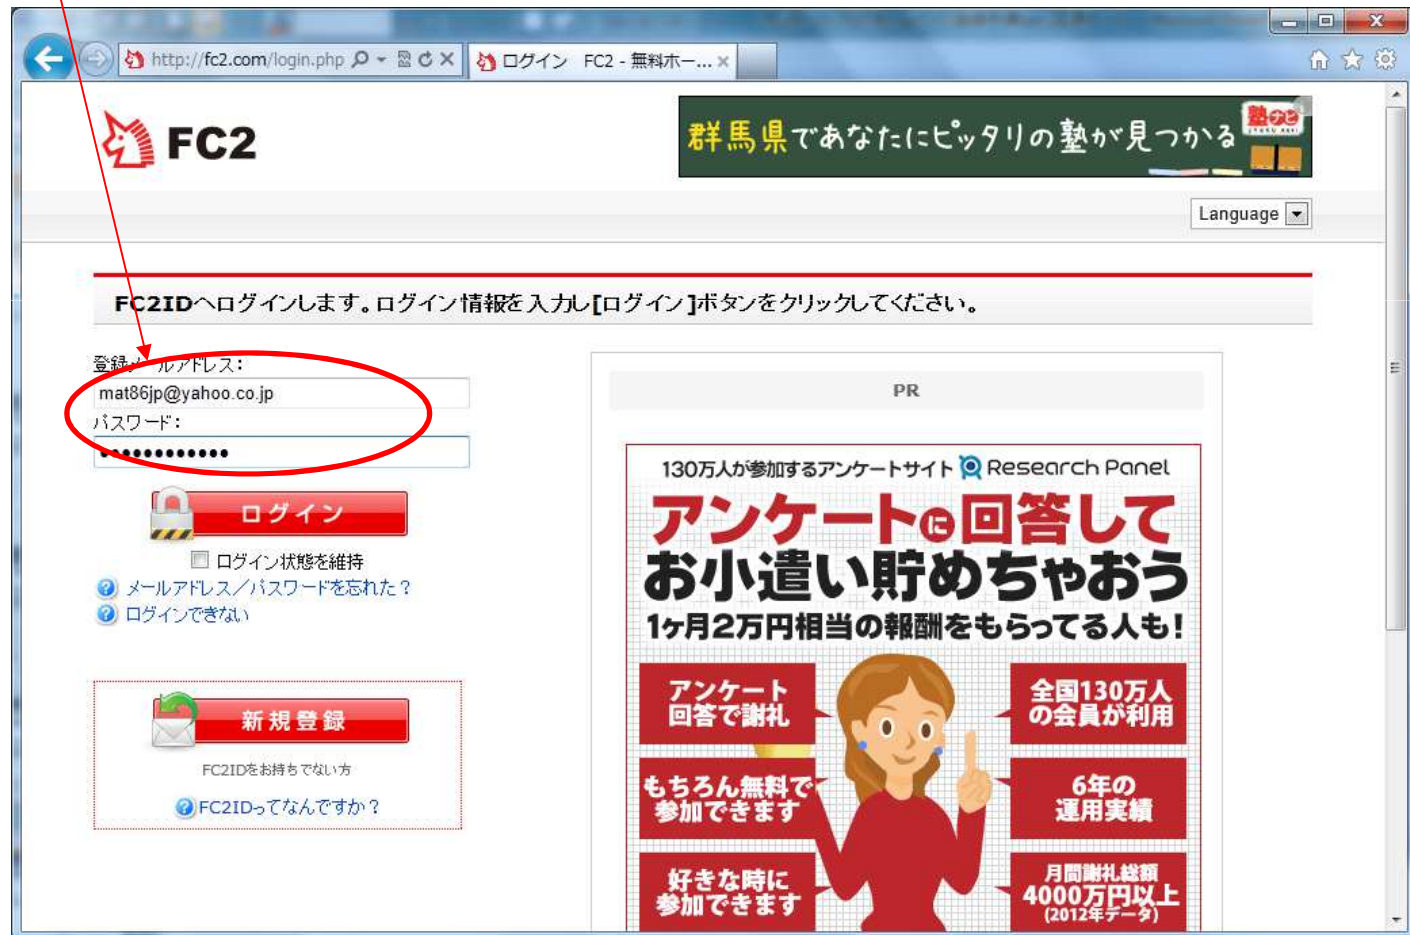 http://fc2.com/login.php
ログイン FC2 - 無料ホー...
FC2
群馬県であなたにピッタリの塾が見つかる
塾ナビ
Language
FC2IDへログインします。ログイン情報を入力し[ログイン]ボタンをクリックしてください。
登録メールアドレス：
mat86jp@yahoo.co.jp
パスワード：
●●●●●●●●●●●●
ログイン
ログイン状態を維持
メールアドレス／パスワードを忘れた？
ログインできない
新規登録
FC2IDをお持ちでない方
FC2IDってなんですか？
PR
130万人が参加するアンケートサイト Research Panel
アンケートに回答して
お小遣い貯めちゃおう
1ヶ月2万円相当の報酬をもらってる人も!
アンケート
回答で謝礼
全国130万人
の会員が利用
もちろん無料で
参加できます
6年の
運用実績
好きな時に
参加できます
月間謝礼総額
4000万円以上
(2012年データ)